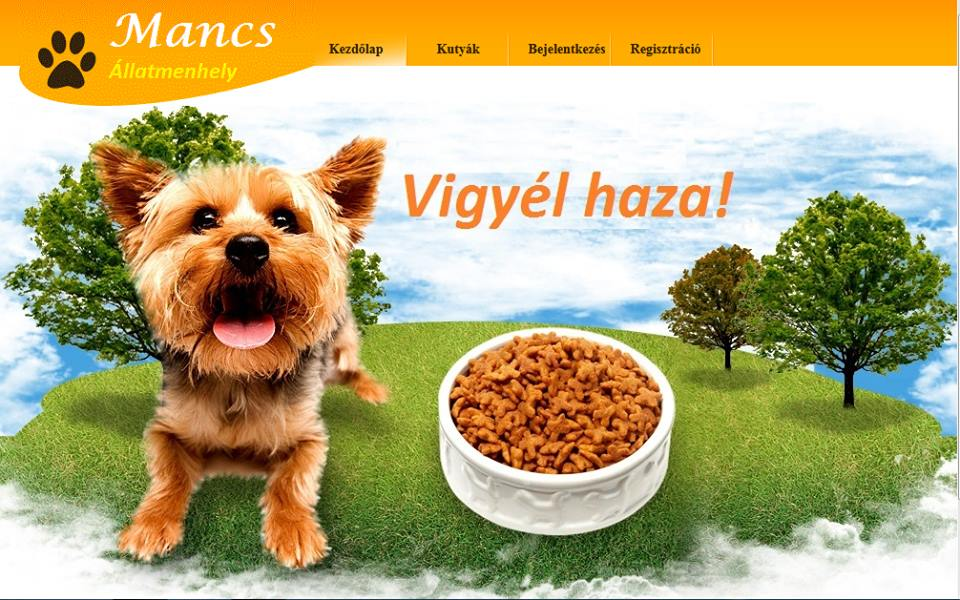 Mancs
Állatmenhely
Kezdőlap Kutyák Bejelentkezés Regisztráció
Vigyél haza!